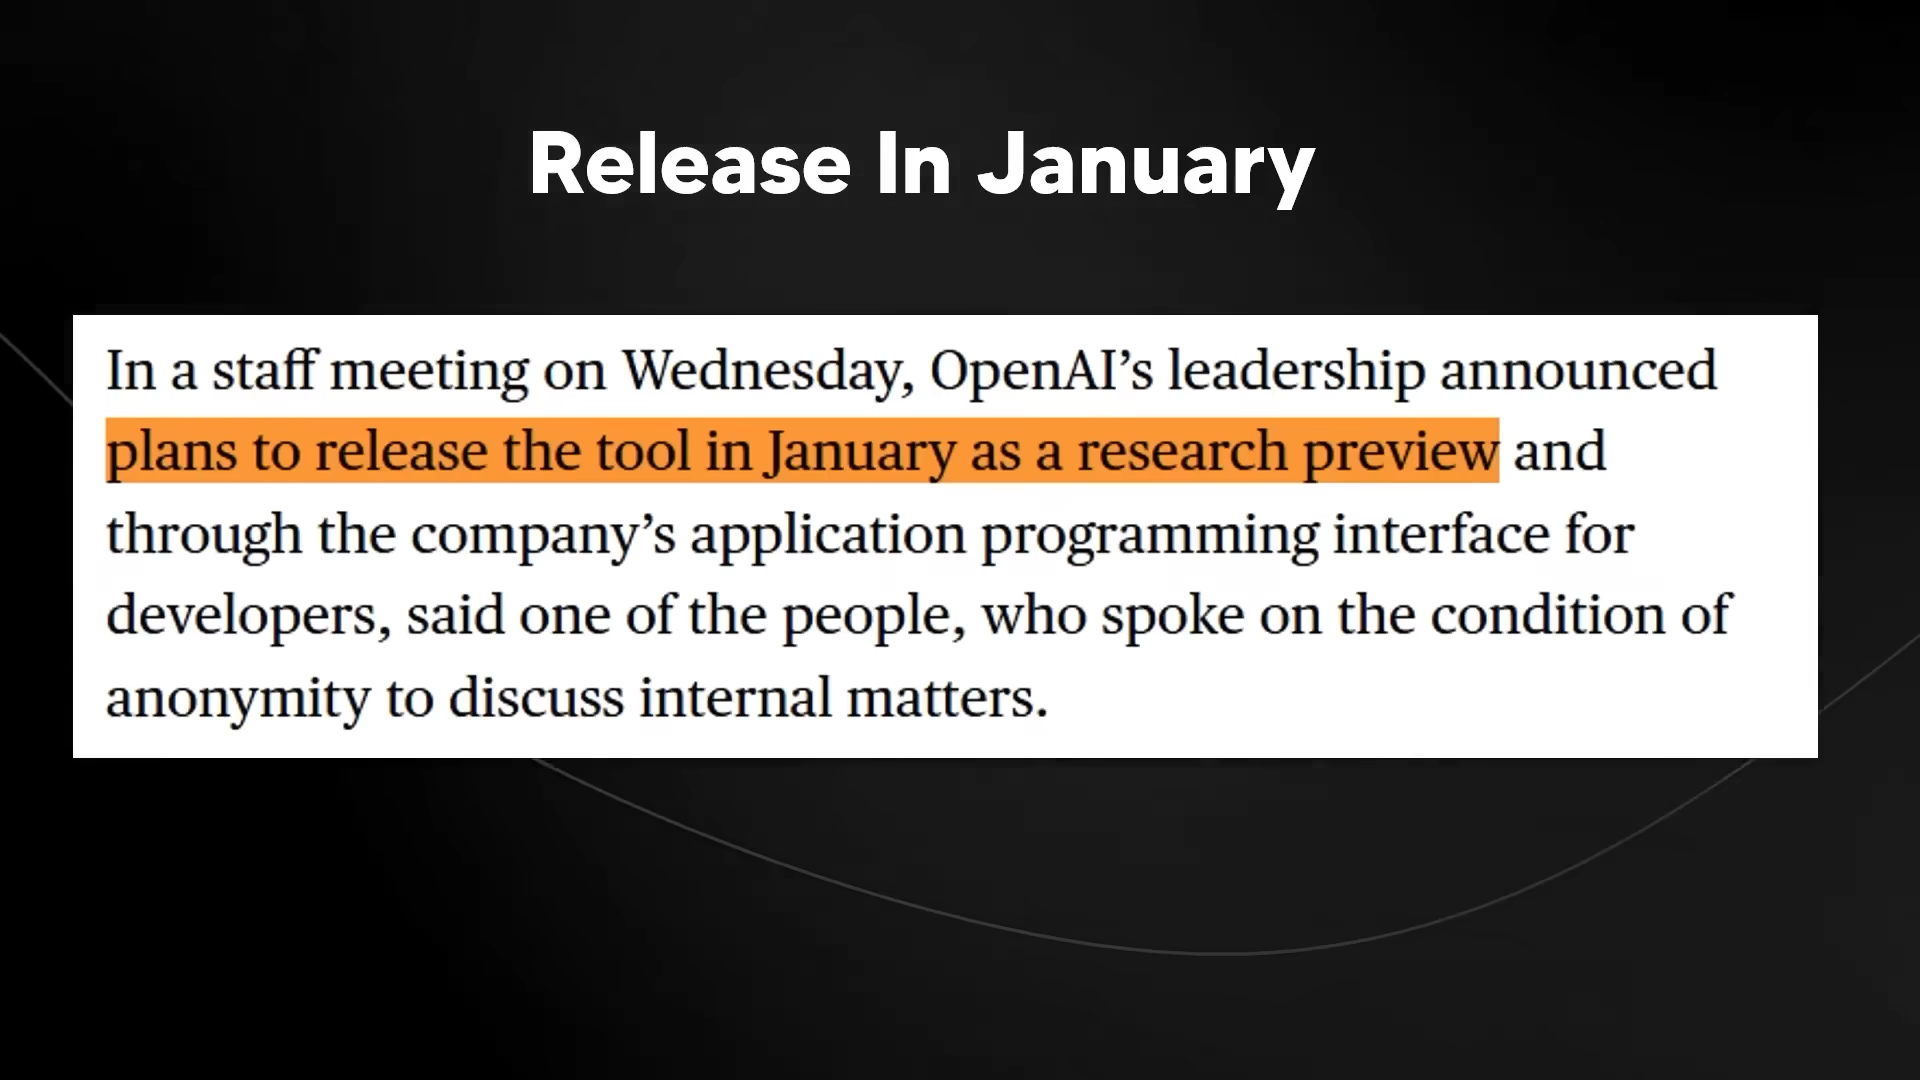 Release In January
In a staff meeting on Wednesday, OpenAI’s leadership announced
plans to release the tool in January as a research preview and
through the company’s application programming interface for
developers, said one of the people, who spoke on the condition of
anonymity to discuss internal matters.